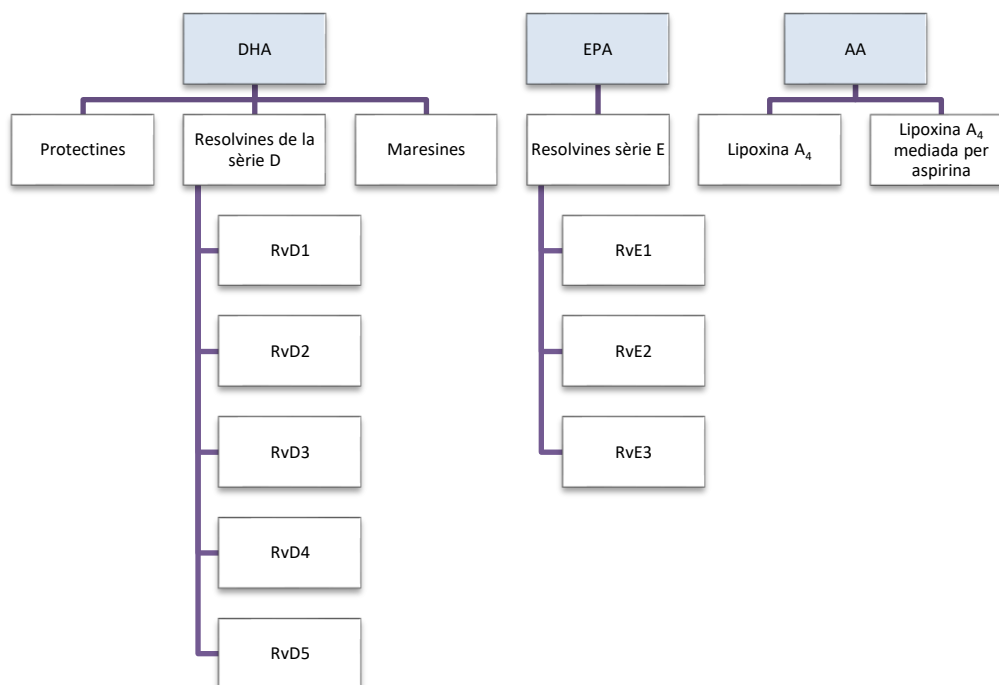 DHA
EPA
AA
Protectines
Resolvines de la
sèrie D
Maresines
Resolvines sèrie E
Lipoxina A₄
Lipoxina A₄
mediada per
aspirina
RvD1
RvE1
RvD2
RvE2
RvD3
RvE3
RvD4
RvD5